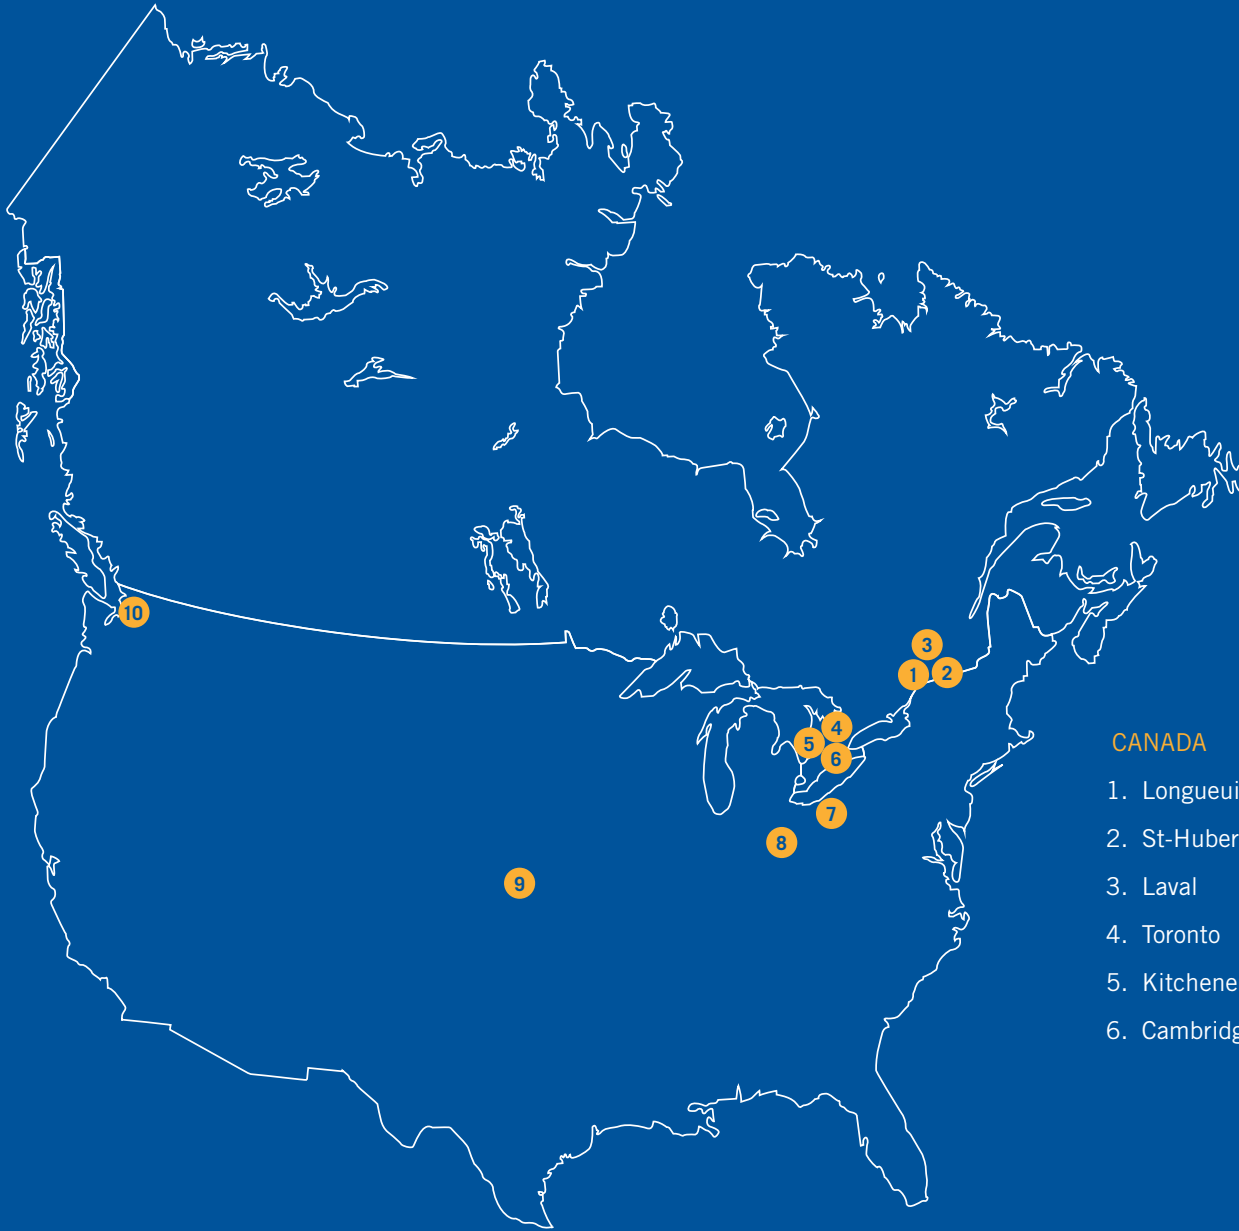 10
3
1
2
4
5
6
7
8
9
CANADA
1. Longueui
2. St-Huber
3. Laval
4. Toronto
5. Kitchene
6. Cambridg